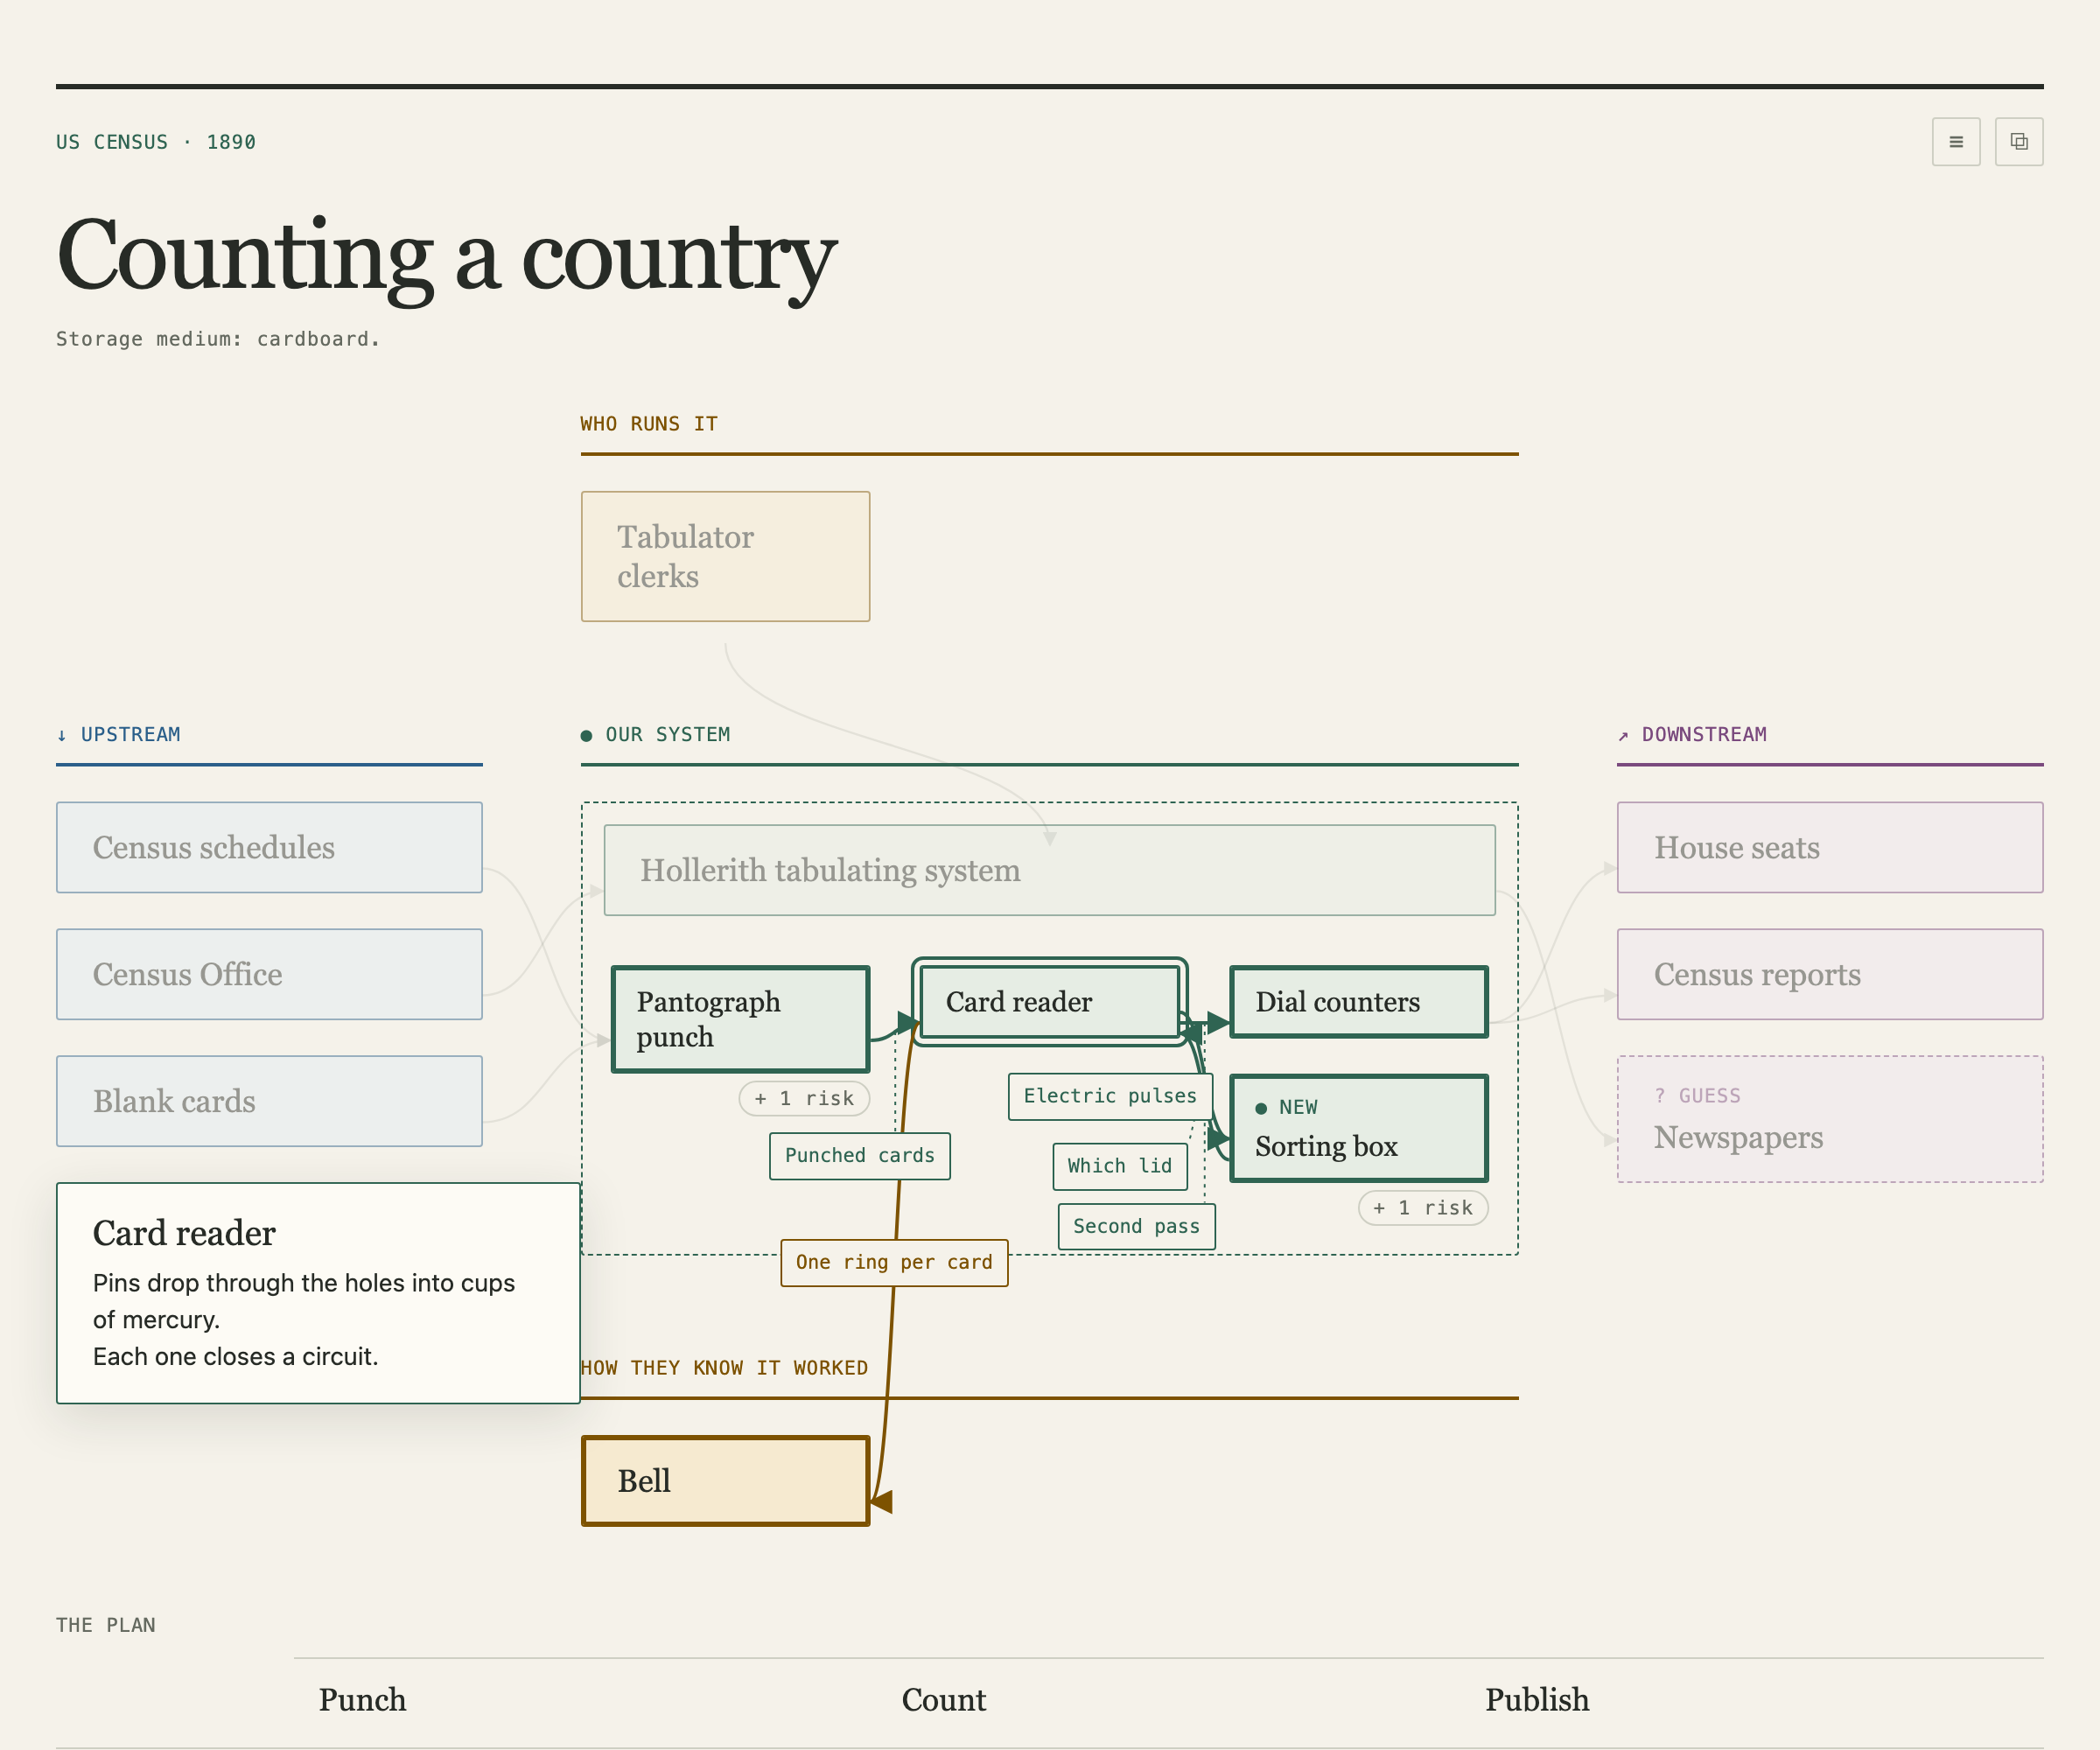 US CENSUS · 1890
Counting a country
Storage medium: cardboard.
WHO RUNS IT
Tabulator
clerks
↓ UPSTREAM
● OUR SYSTEM
↗ DOWNSTREAM
Census schedules
Census Office
Blank cards
Hollerith tabulating system
Pantograph
punch
+ 1 risk
Card reader
Dial counters
● NEW
Sorting box
+ 1 risk
Punched cards
Electric pulses
Which lid
Second pass
One ring per card
House seats
Census reports
? GUESS
Newspapers
Card reader
Pins drop through the holes into cups
of mercury.
Each one closes a circuit.
HOW THEY KNOW IT WORKED
Bell
THE PLAN
Punch
Count
Publish